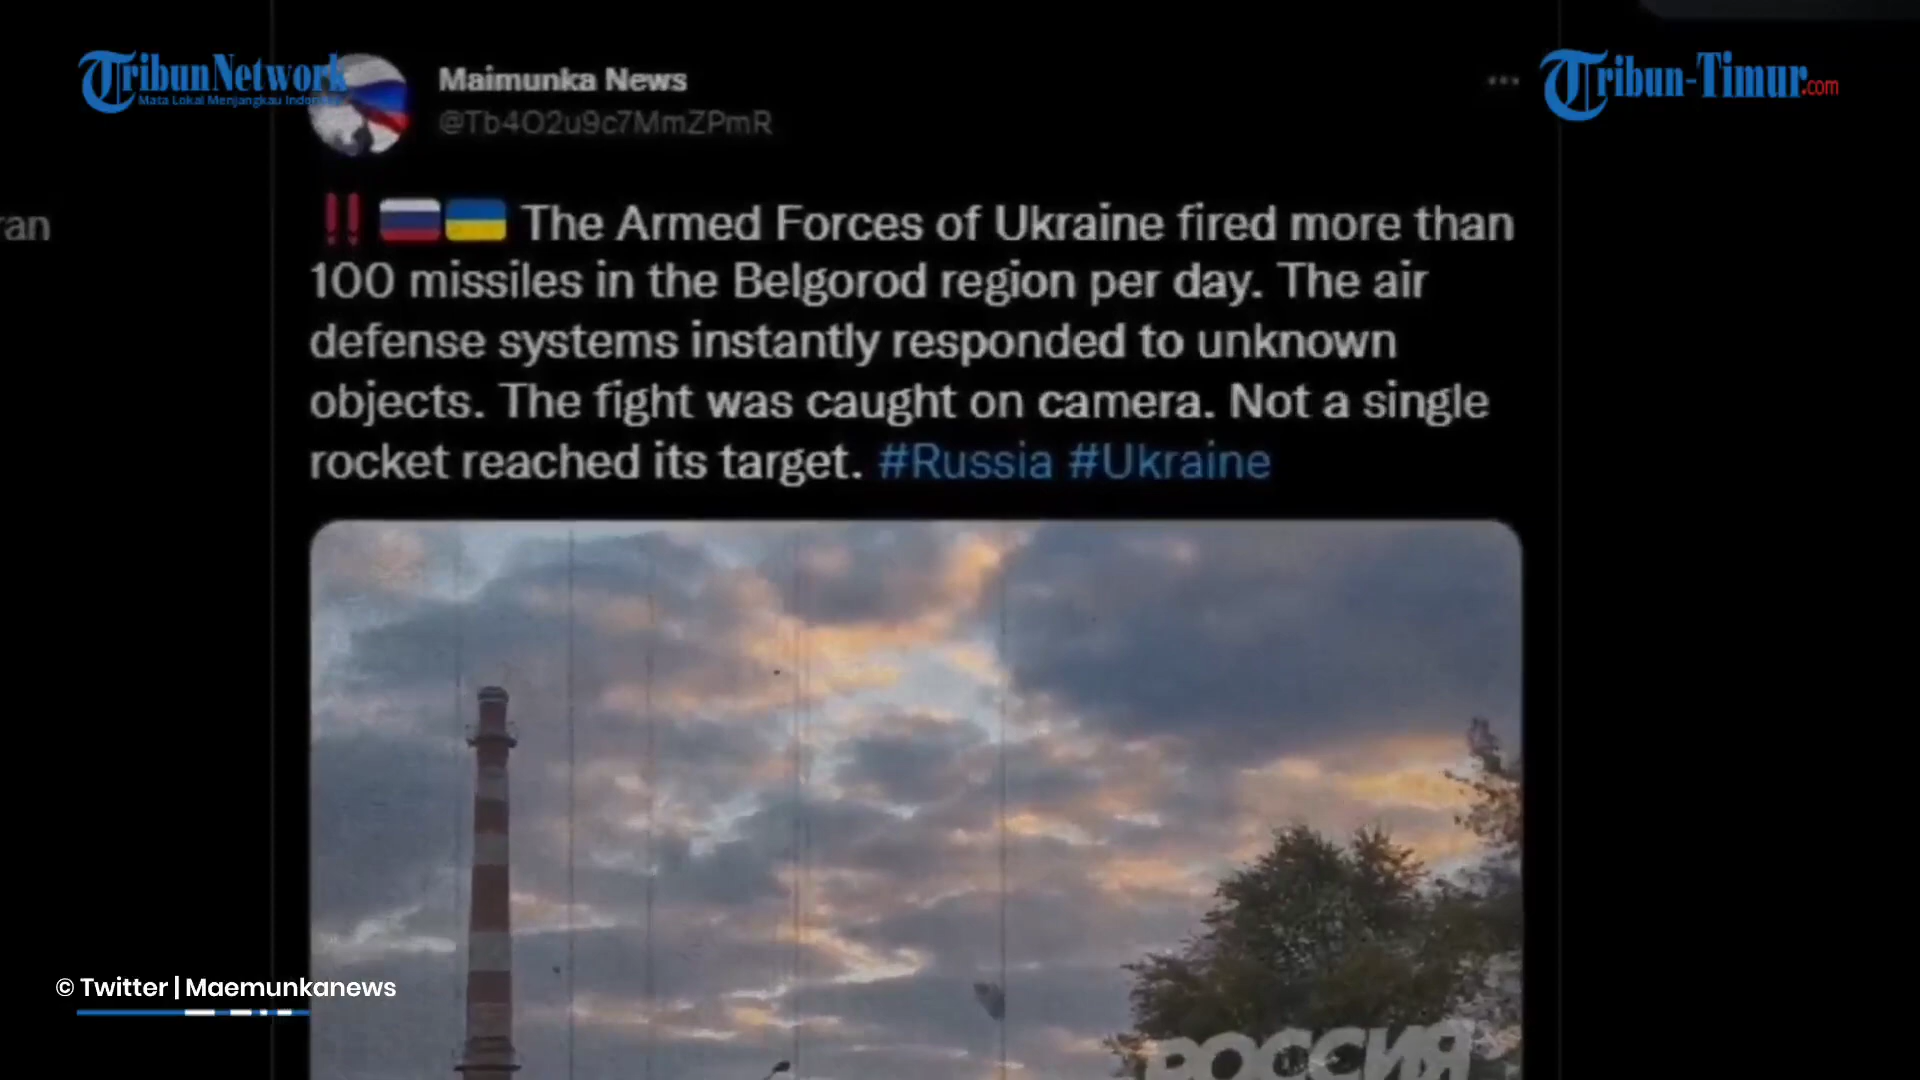 TribunNetwork
Mata Lokal Menjangkau Indon
Tribun-Timur.com
Maimunka News
@Tb4O2u9c7MmZPmR
ran
‼️ 🇷🇺🇺🇦 The Armed Forces of Ukraine fired more than
100 missiles in the Belgorod region per day. The air
defense systems instantly responded to unknown
objects. The fight was caught on camera. Not a single
rocket reached its target. #Russia #Ukraine
РОССИЯ
© Twitter | Maemunkanews